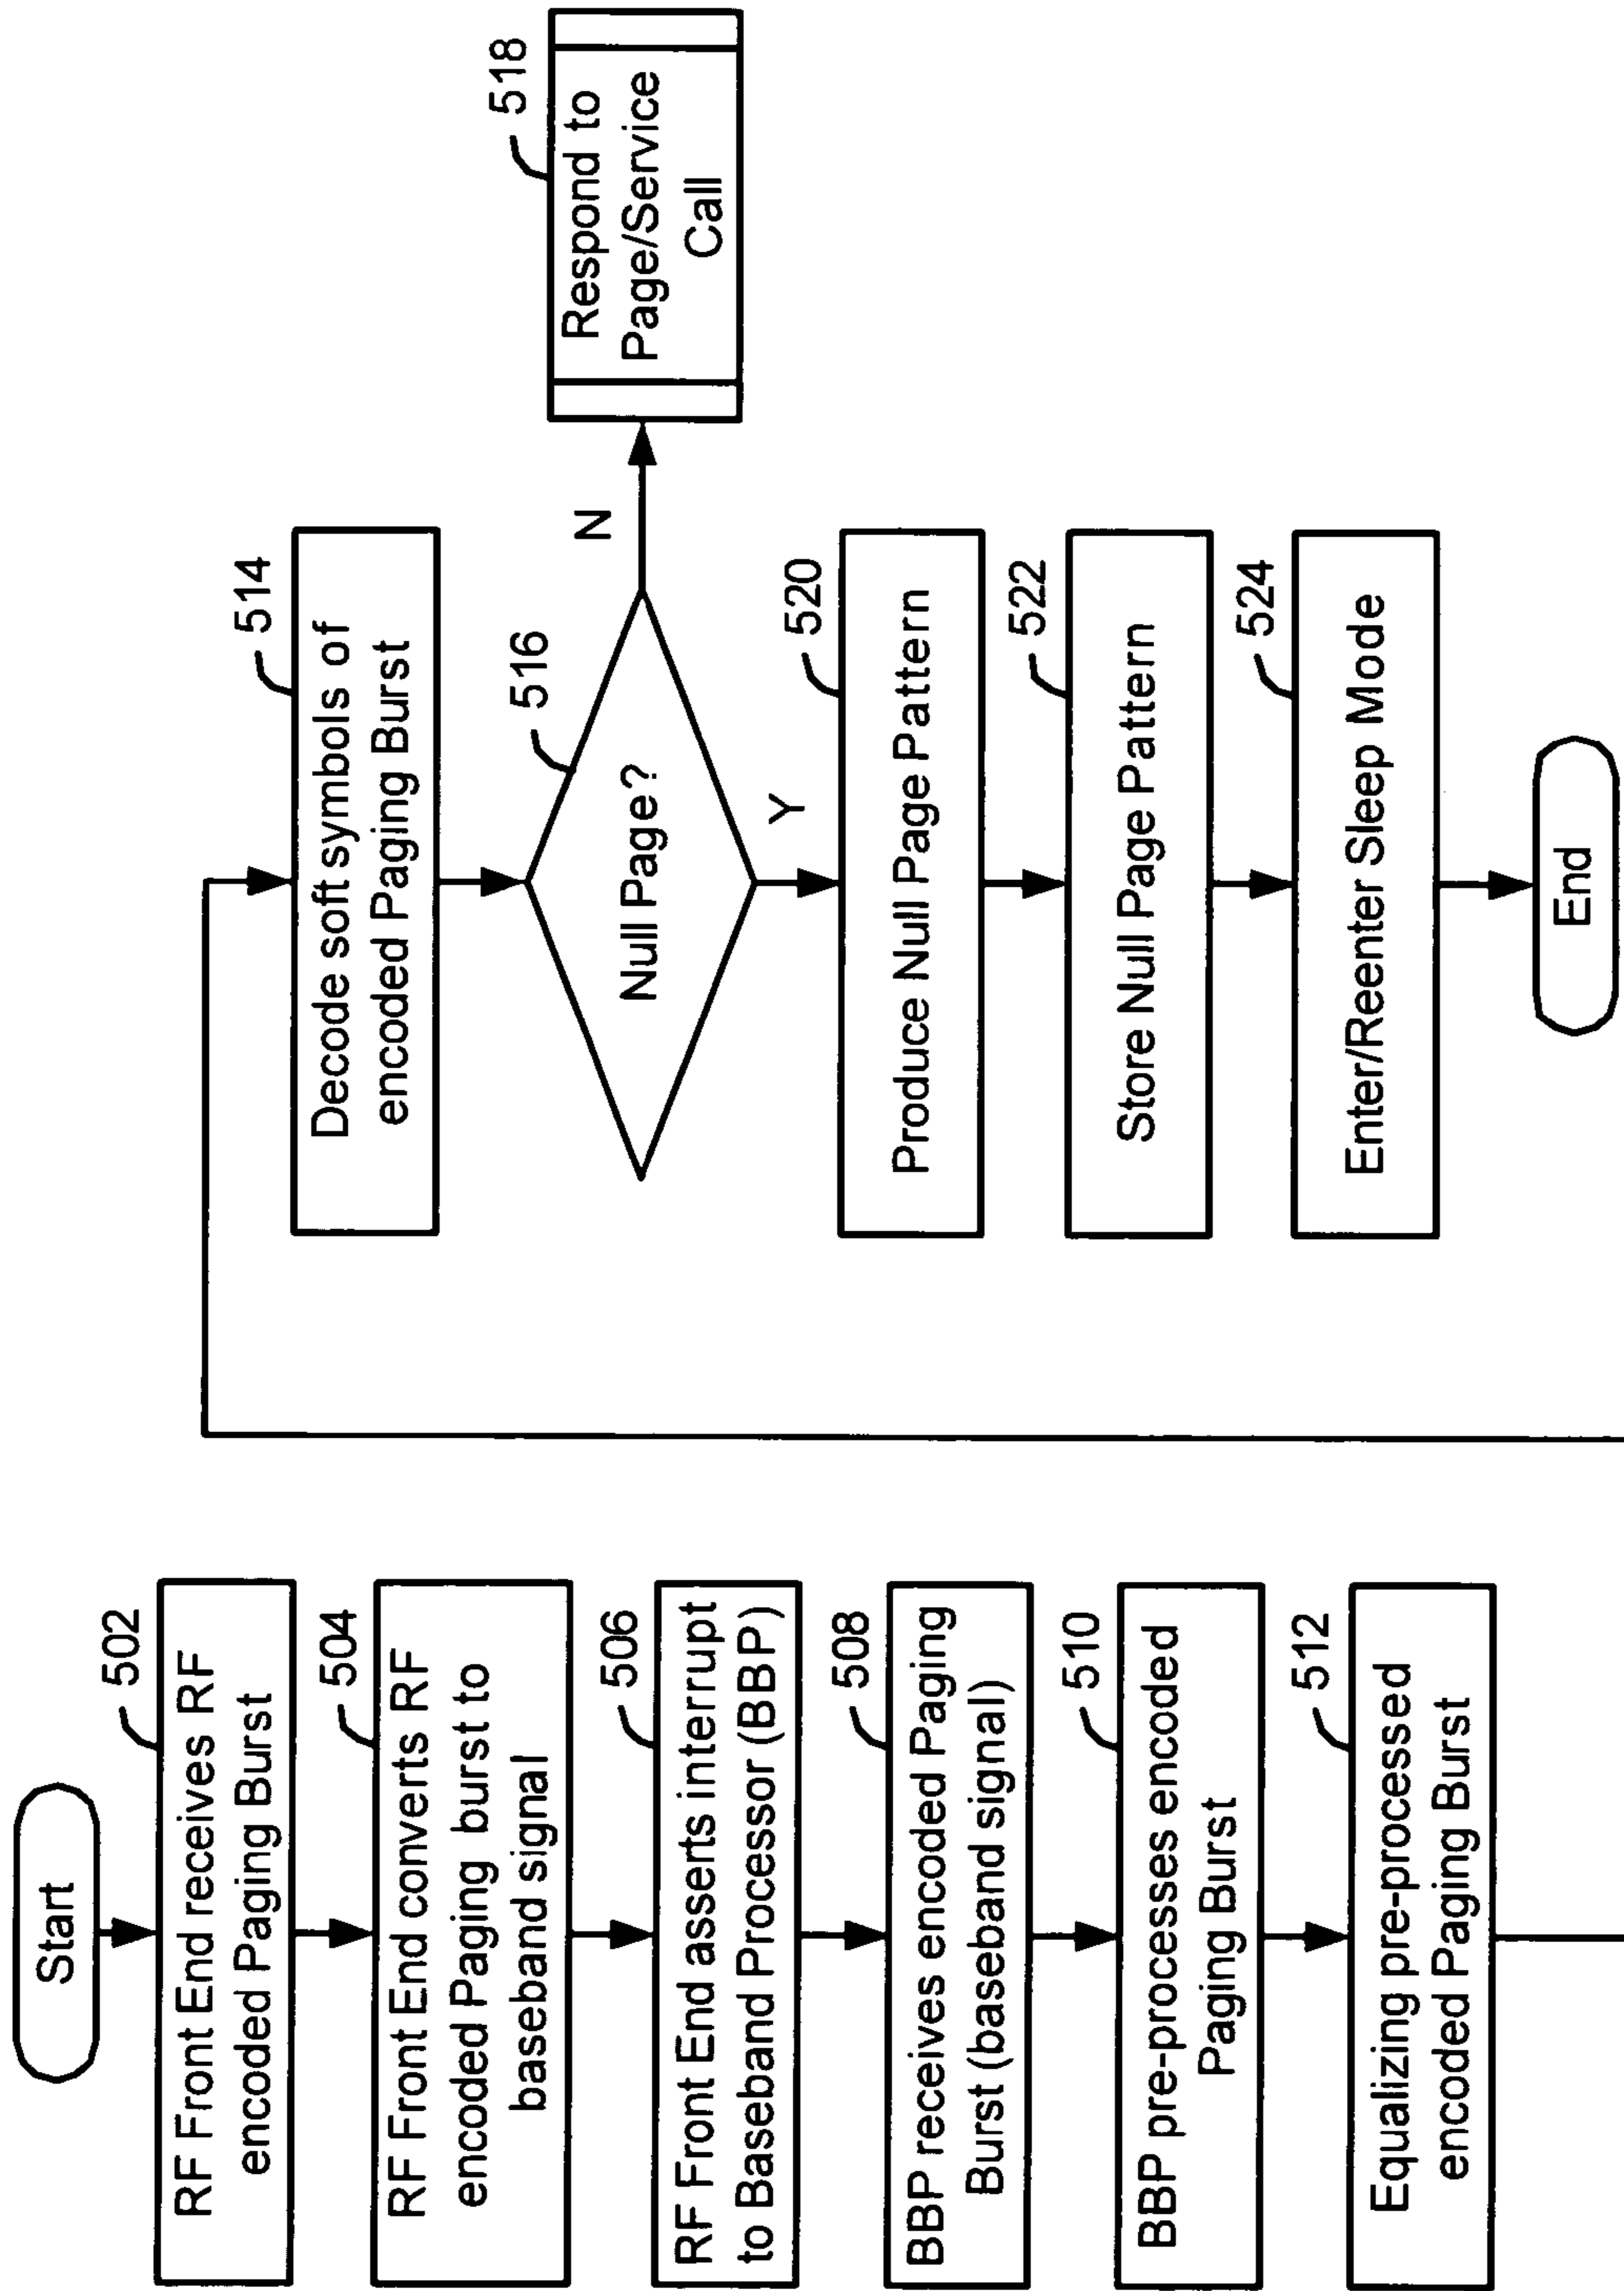 Start
502
RF Front End receives RF
encoded Paging Burst
504
RF Front End converts RF
encoded Paging burst to
baseband signal
506
RF Front End asserts interrupt
to Baseband Processor (BBP)
508
BBP receives encoded Paging
Burst (baseband signal)
510
BBP pre-processes encoded
Paging Burst
512
Equalizing pre-processed
encoded Paging Burst
514
Decode soft symbols of
encoded Paging Burst
516
Null Page?
N
518
Respond to
Page/Service
Call
Y
520
Produce Null Page Pattern
522
Store Null Page Pattern
524
Enter/Reenter Sleep Mode
End